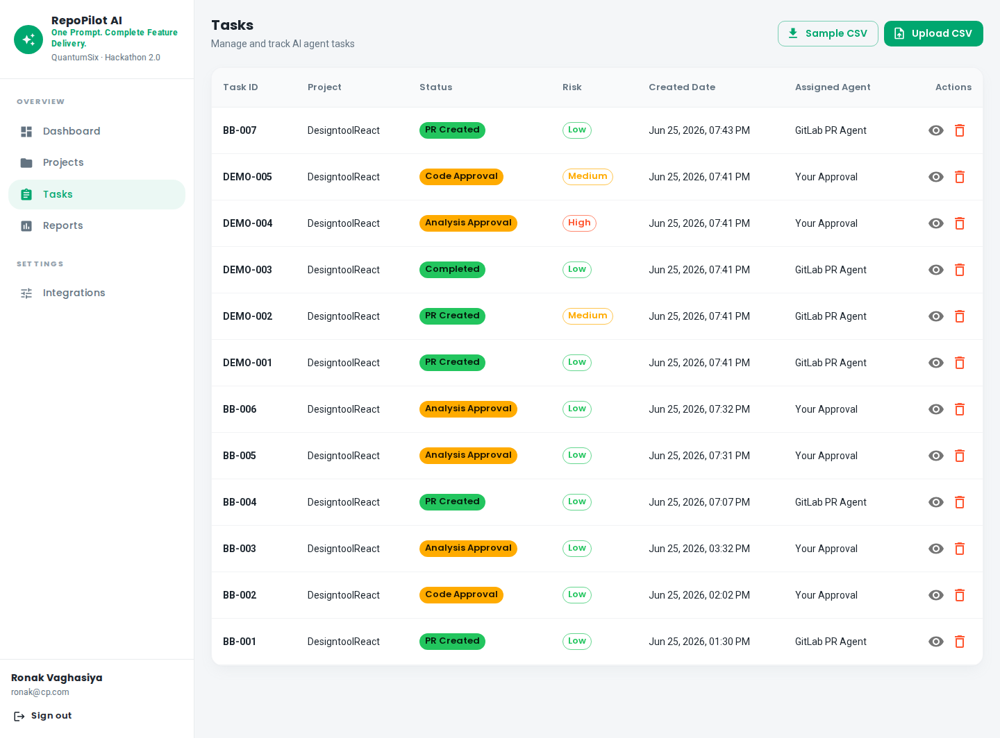 RepoPilot AI
One Prompt. Complete Feature
Delivery.
QuantumSix · Hackathon 2.0
OVERVIEW
Dashboard
Projects
Tasks
Reports
SETTINGS
Integrations
Ronak Vaghasiya
ronak@cp.com
Sign out
Tasks
Manage and track AI agent tasks
Sample CSV
Upload CSV
Task ID Project Status Risk Created Date Assigned Agent Actions
BB-007 DesigntoolReact PR Created Low Jun 25, 2026, 07:43 PM GitLab PR Agent
DEMO-005 DesigntoolReact Code Approval Medium Jun 25, 2026, 07:41 PM Your Approval
DEMO-004 DesigntoolReact Analysis Approval High Jun 25, 2026, 07:41 PM Your Approval
DEMO-003 DesigntoolReact Completed Low Jun 25, 2026, 07:41 PM GitLab PR Agent
DEMO-002 DesigntoolReact PR Created Medium Jun 25, 2026, 07:41 PM GitLab PR Agent
DEMO-001 DesigntoolReact PR Created Low Jun 25, 2026, 07:41 PM GitLab PR Agent
BB-006 DesigntoolReact Analysis Approval Low Jun 25, 2026, 07:32 PM Your Approval
BB-005 DesigntoolReact Analysis Approval Low Jun 25, 2026, 07:31 PM Your Approval
BB-004 DesigntoolReact PR Created Low Jun 25, 2026, 07:07 PM GitLab PR Agent
BB-003 DesigntoolReact Analysis Approval Low Jun 25, 2026, 03:32 PM Your Approval
BB-002 DesigntoolReact Code Approval Low Jun 25, 2026, 02:02 PM Your Approval
BB-001 DesigntoolReact PR Created Low Jun 25, 2026, 01:30 PM GitLab PR Agent